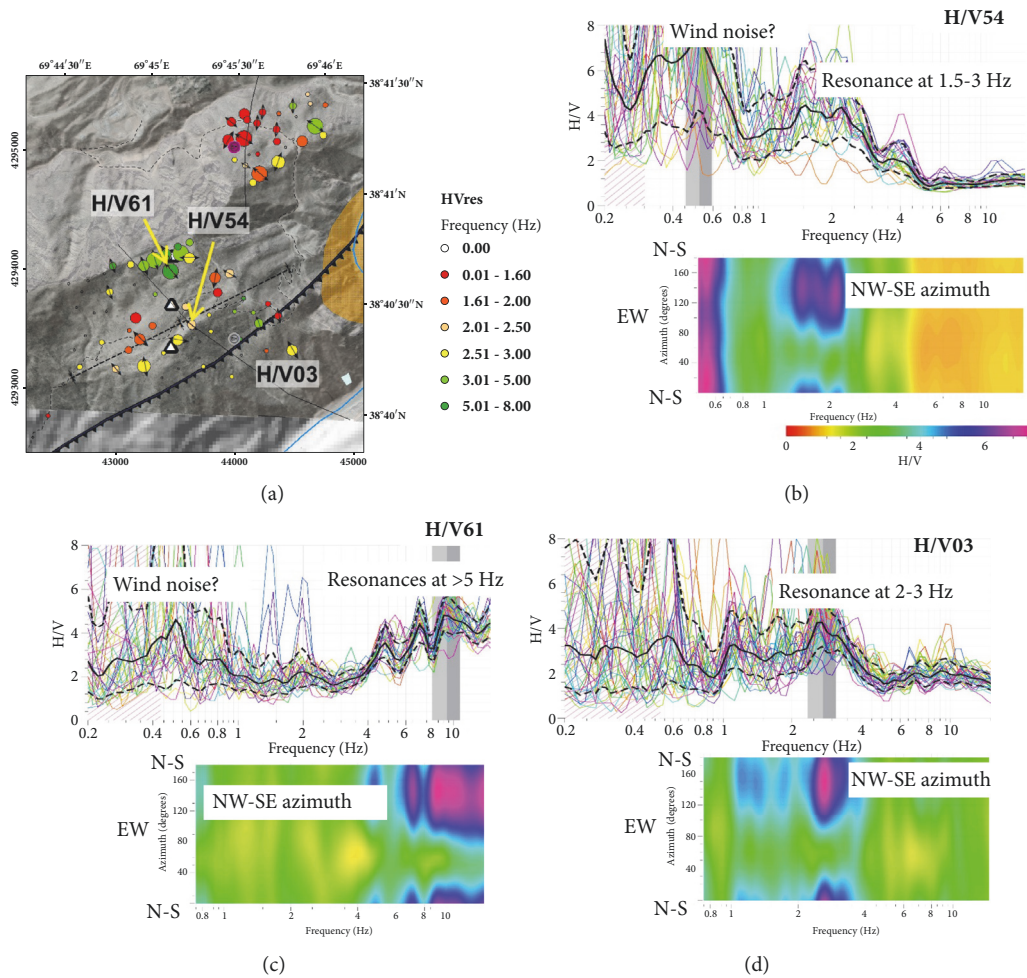 69°44′30″E
69°45′E
69°45′30″E
69°46′E
38°41′30″N
38°41′N
38°40′30″N
38°40′N
4295000
4294000
4293000
43000
44000
45000
H/V61
H/V54
H/V03
HVres
Frequency (Hz)
0.00
0.01 - 1.60
1.61 - 2.00
2.01 - 2.50
2.51 - 3.00
3.01 - 5.00
5.01 - 8.00
(a)
H/V54
Wind noise?
Resonance at 1.5-3 Hz
H/V
8
6
4
2
0
0.2
0.4
0.6
0.8
1
2
4
6
8
10
Frequency (Hz)
N-S
EW
N-S
NW-SE azimuth
Azimuth (degrees)
160
120
80
40
0.6
0.8
1
2
4
6
8
10
Frequency (Hz)
0
2
4
6
H/V
(b)
H/V61
Wind noise?
Resonances at >5 Hz
H/V
8
6
4
2
0
0.2
0.4
0.6
0.8
1
2
4
6
8
10
Frequency (Hz)
N-S
EW
N-S
NW-SE azimuth
Azimuth (degrees)
160
120
80
40
0.8
1
2
4
6
8
10
Frequency (Hz)
(c)
H/V03
Resonance at 2-3 Hz
H/V
8
6
4
2
0
0.2
0.4
0.6
0.8
1
2
4
6
8
10
Frequency (Hz)
N-S
EW
N-S
NW-SE azimuth
Azimuth (degrees)
160
120
80
40
0.8
1
2
4
6
8
10
Frequency (Hz)
(d)